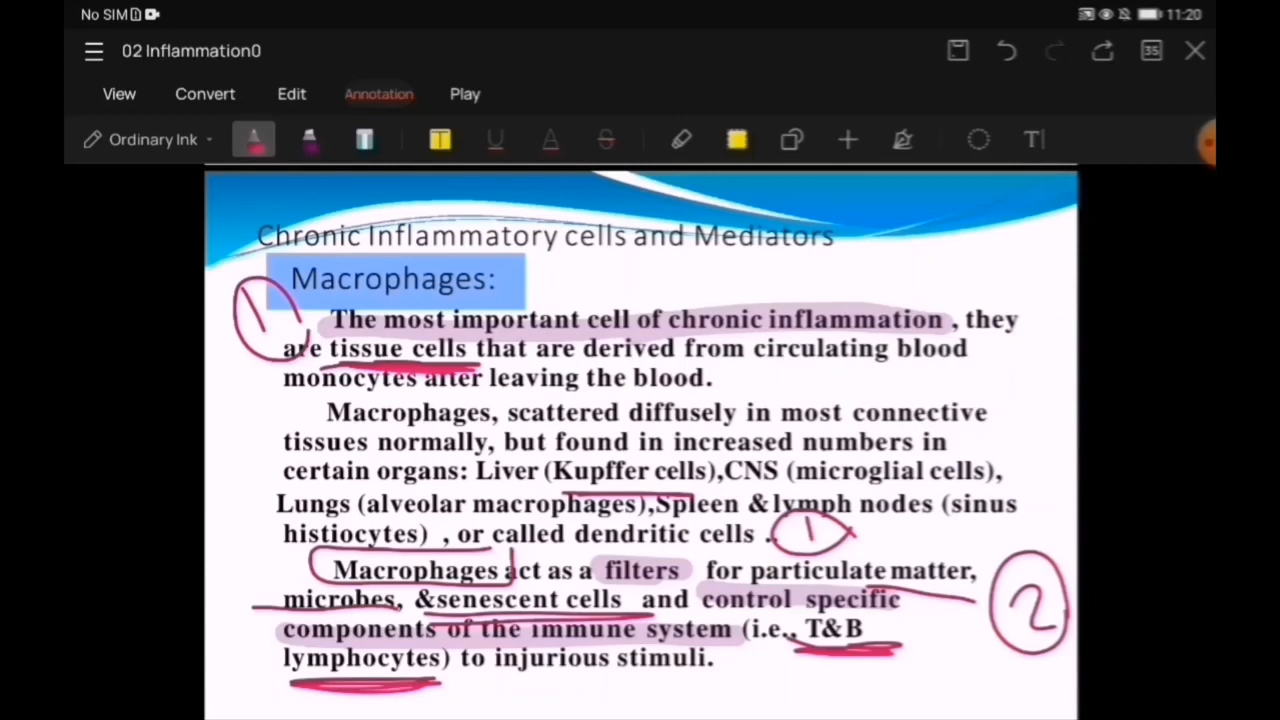 No SIM 11:20
02 Inflammation0 35
View Convert Edit Annotation Play
Ordinary Ink
Chronic Inflammatory cells and Mediators
Macrophages:
1
The most important cell of chronic inflammation , they
are tissue cells that are derived from circulating blood
monocytes after leaving the blood.
Macrophages, scattered diffusely in most connective
tissues normally, but found in increased numbers in
certain organs: Liver (Kupffer cells),CNS (microglial cells),
Lungs (alveolar macrophages),Spleen & lymph nodes (sinus
histiocytes) , or called dendritic cells .
1
Macrophages act as a filters for particulate matter,
microbes, &senescent cells and control specific
2
components of the immune system (i.e., T&B
lymphocytes) to injurious stimuli.